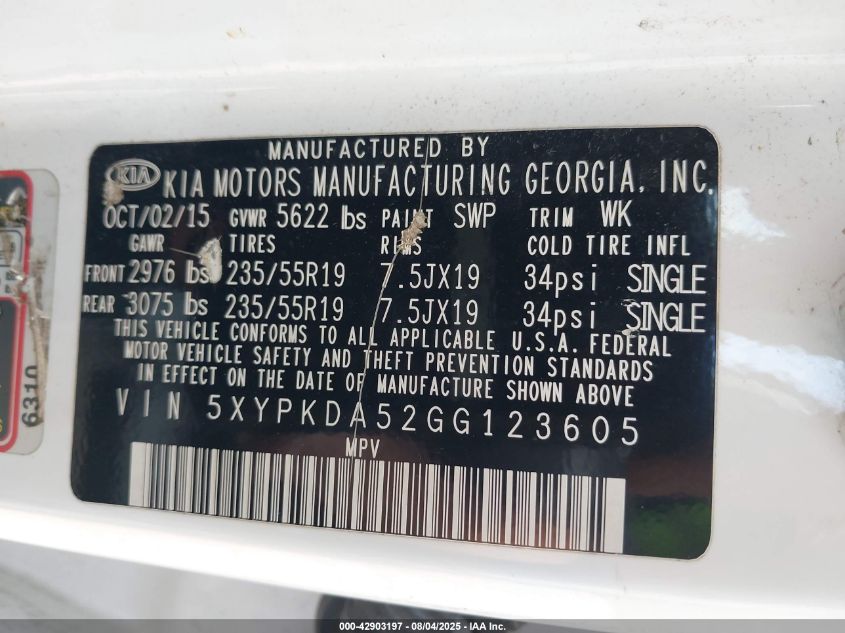 MANUFACTURED BY
KIA KIA MOTORS MANUFACTURING GEORGIA, INC.
OCT/02/15 GVWR 5622 lbs PAINT SWP TRIM WK
GAWR TIRES RIMS COLD TIRE INFL
FRONT 2976 lbs 235/55R19 7.5JX19 34psi SINGLE
REAR 3075 lbs 235/55R19 7.5JX19 34psi SINGLE
THIS VEHICLE CONFORMS TO ALL APPLICABLE U.S.A. FEDERAL
MOTOR VEHICLE SAFETY AND THEFT PREVENTION STANDARDS
IN EFFECT ON THE DATE OF MANUFACTURE SHOWN ABOVE
VIN 5XYPKDA52GG123605
MPV
6310
000-42903197 - 08/04/2025 - IAA, Inc.